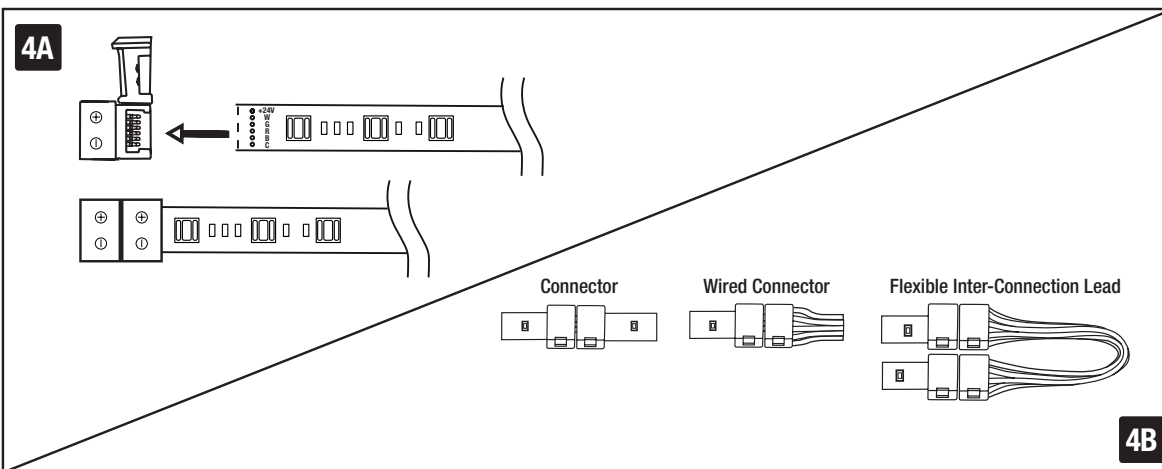 4A
+24V
W
G
R
B
C
Connector
Wired Connector
Flexible Inter-Connection Lead
4B